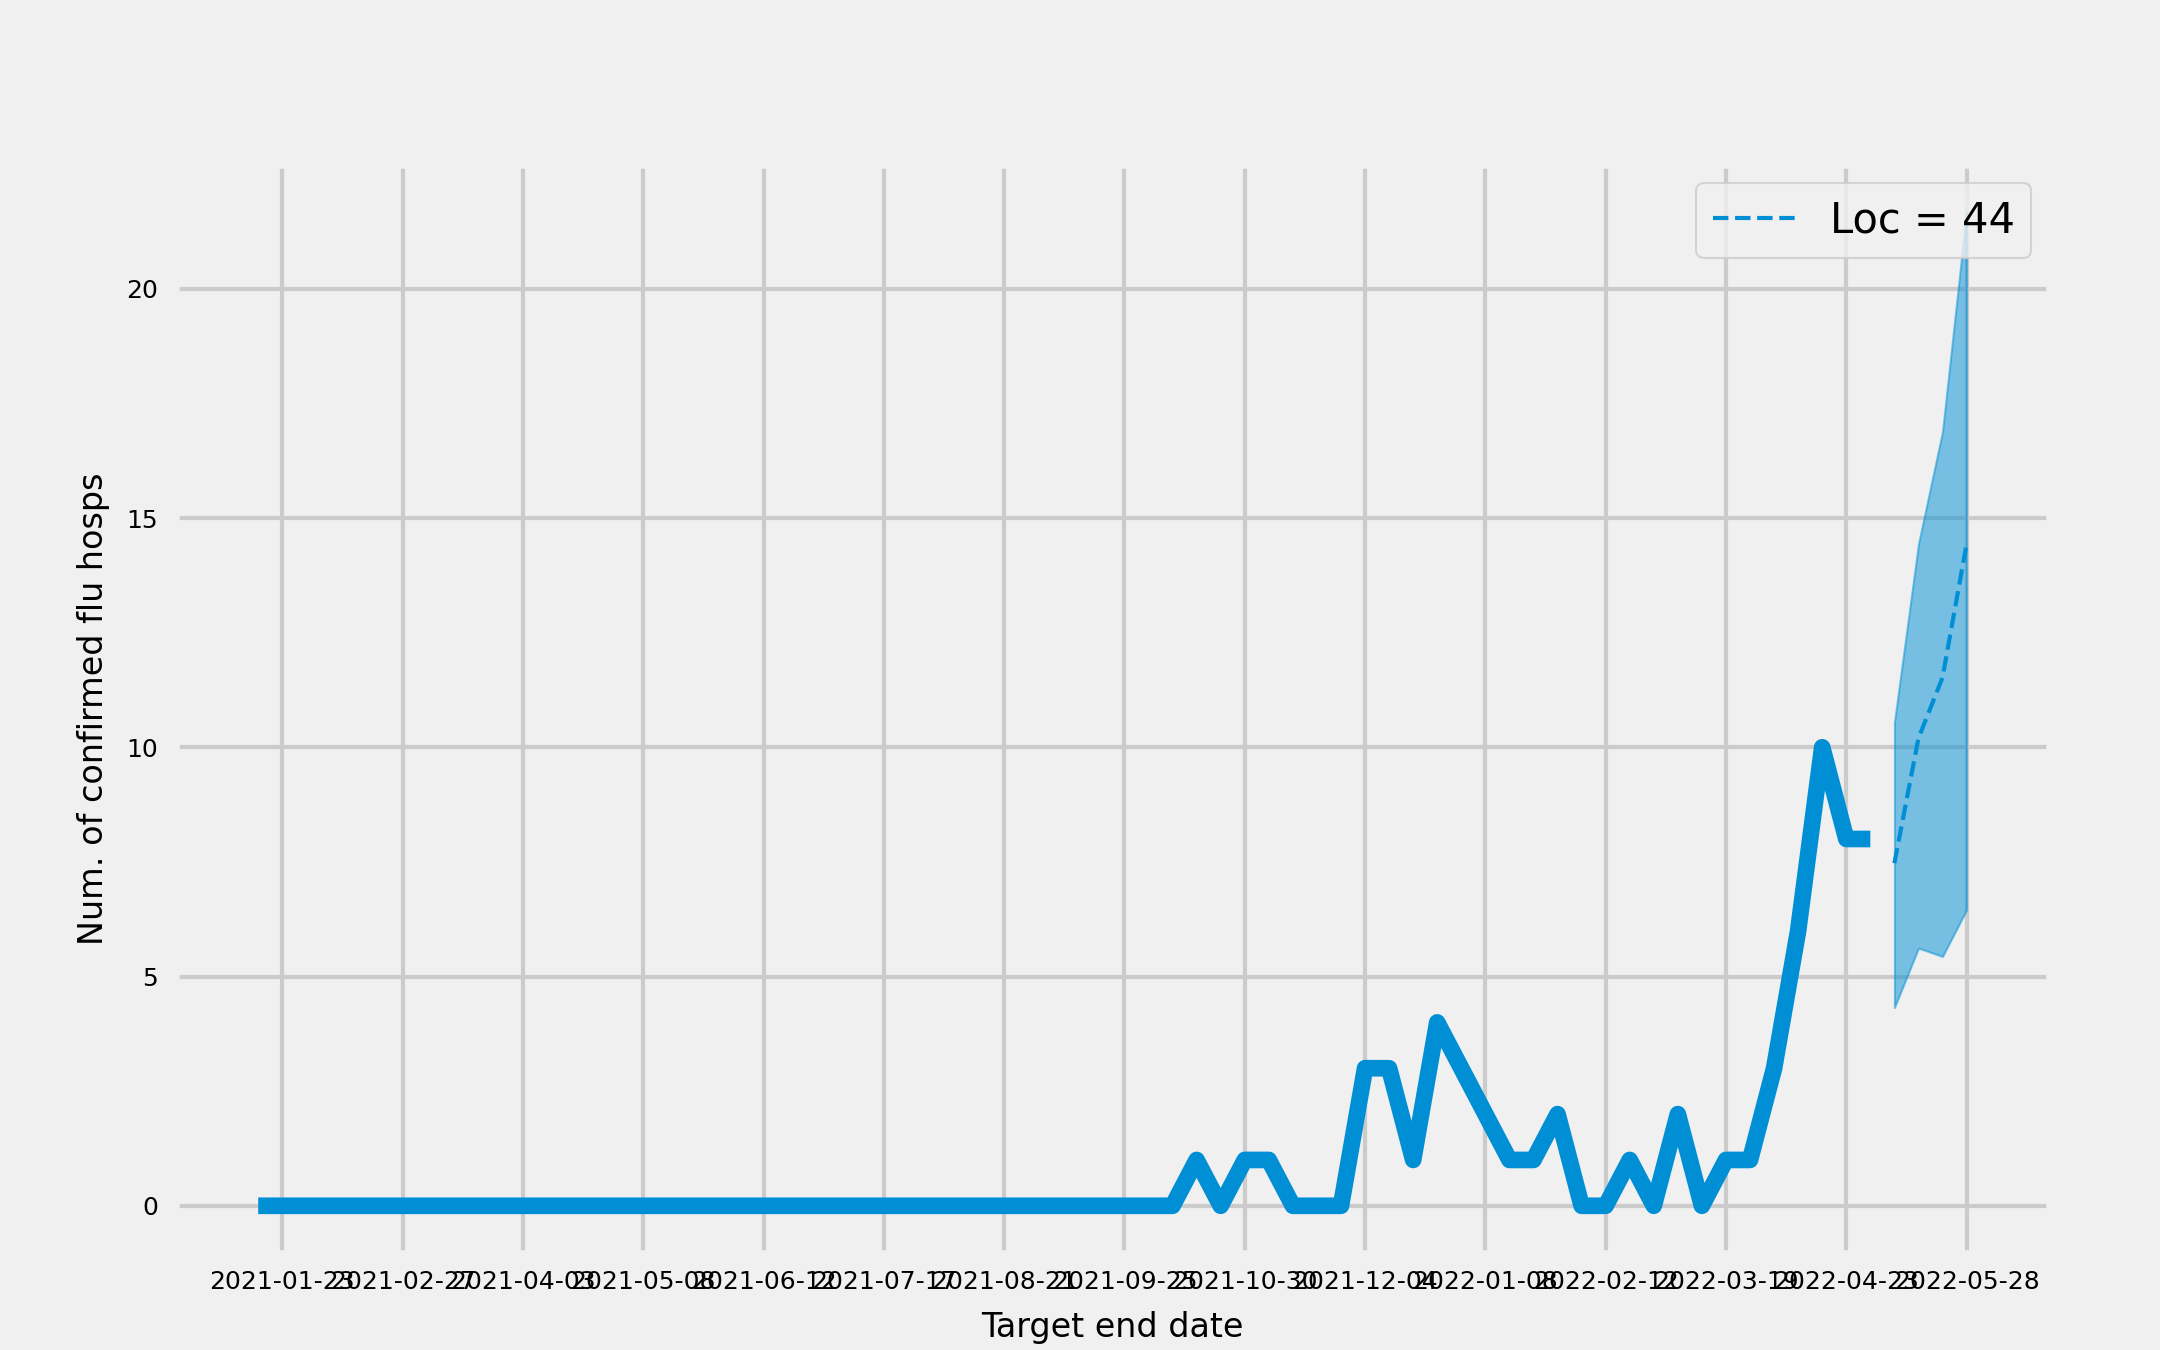 Loc = 44
Num. of confirmed flu hosps
20
15
10
5
0
2021-01-23 2021-02-27 2021-04-03 2021-05-08 2021-06-12 2021-07-17 2021-08-21 2021-09-25 2021-10-30 2021-12-04 2022-01-08 2022-02-12 2022-03-19 2022-04-23 2022-05-28
Target end date